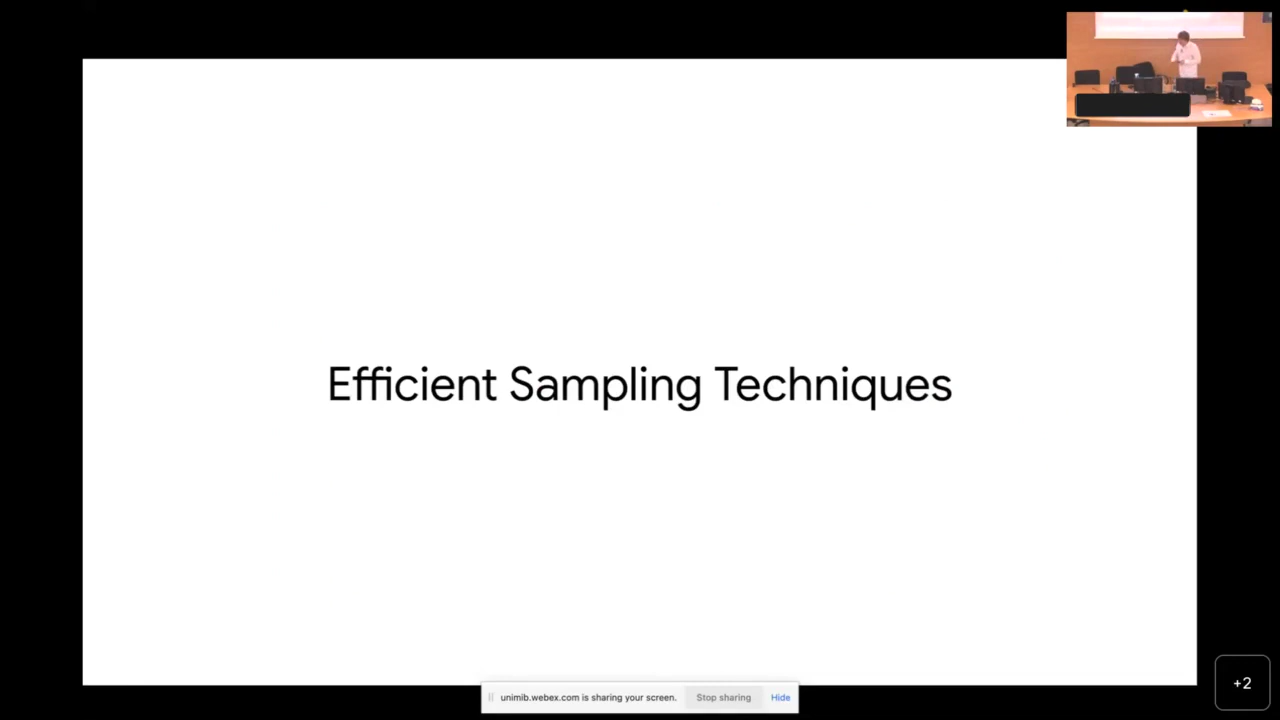 Efficient Sampling Techniques
unimib.webex.com is sharing your screen. Stop sharing Hide
+2